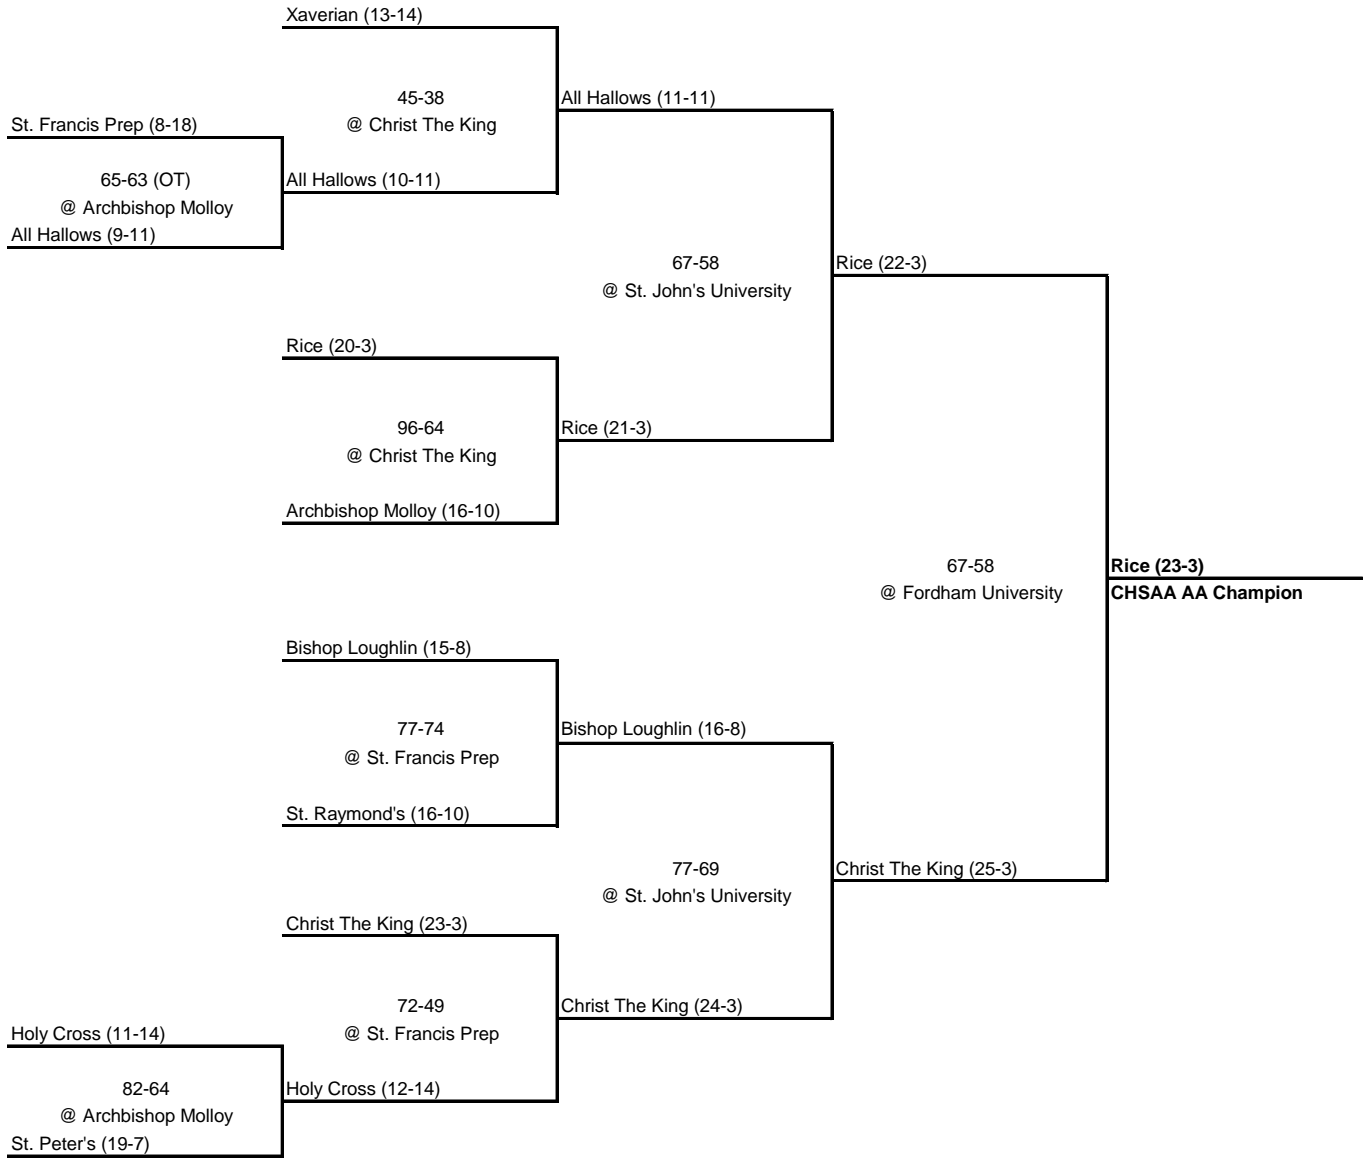 Xaverian (13-14)
45-38
@ Christ The King
All Hallows (11-11)
St. Francis Prep (8-18)
65-63 (OT)
@ Archbishop Molloy
All Hallows (10-11)
All Hallows (9-11)
67-58
@ St. John's University
Rice (22-3)
Rice (20-3)
96-64
@ Christ The King
Rice (21-3)
Archbishop Molloy (16-10)
67-58
@ Fordham University
Rice (23-3)
CHSAA AA Champion
Bishop Loughlin (15-8)
77-74
@ St. Francis Prep
Bishop Loughlin (16-8)
St. Raymond's (16-10)
77-69
@ St. John's University
Christ The King (25-3)
Christ The King (23-3)
72-49
@ St. Francis Prep
Christ The King (24-3)
Holy Cross (11-14)
82-64
@ Archbishop Molloy
Holy Cross (12-14)
St. Peter's (19-7)